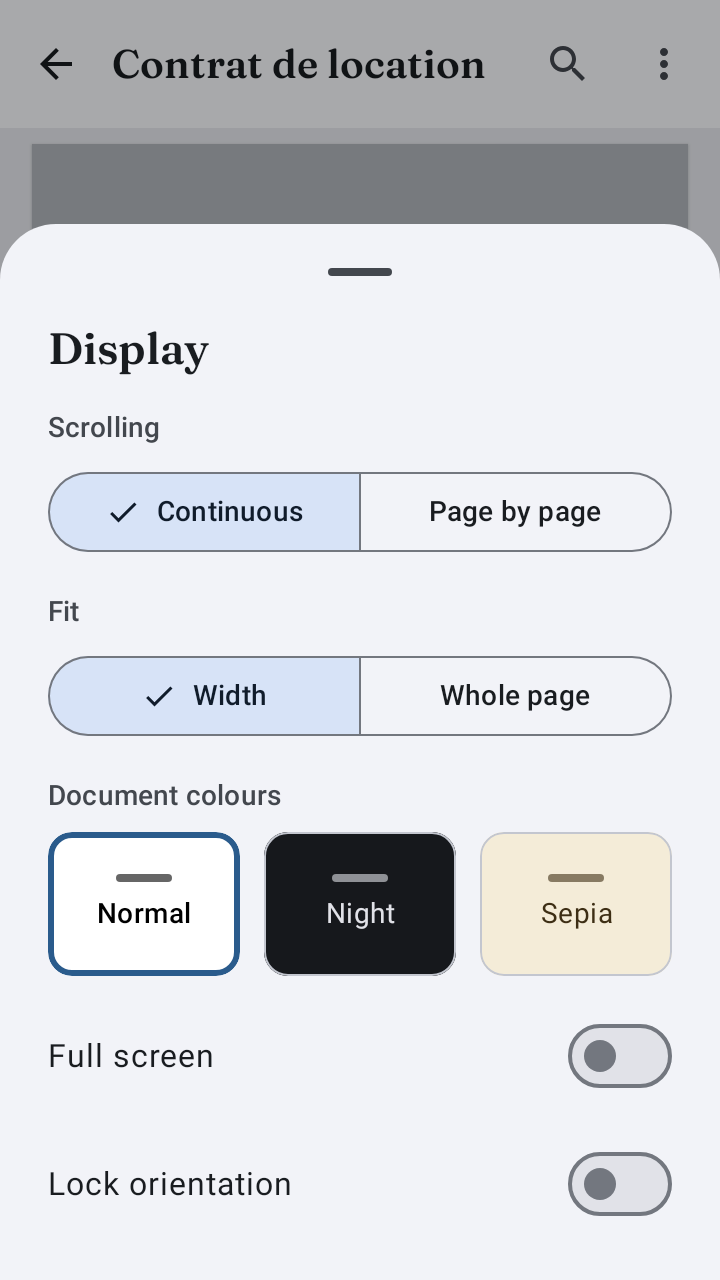 Contrat de location
Display
Scrolling
Continuous
Page by page
Fit
Width
Whole page
Document colours
Normal
Night
Sepia
Full screen
Lock orientation